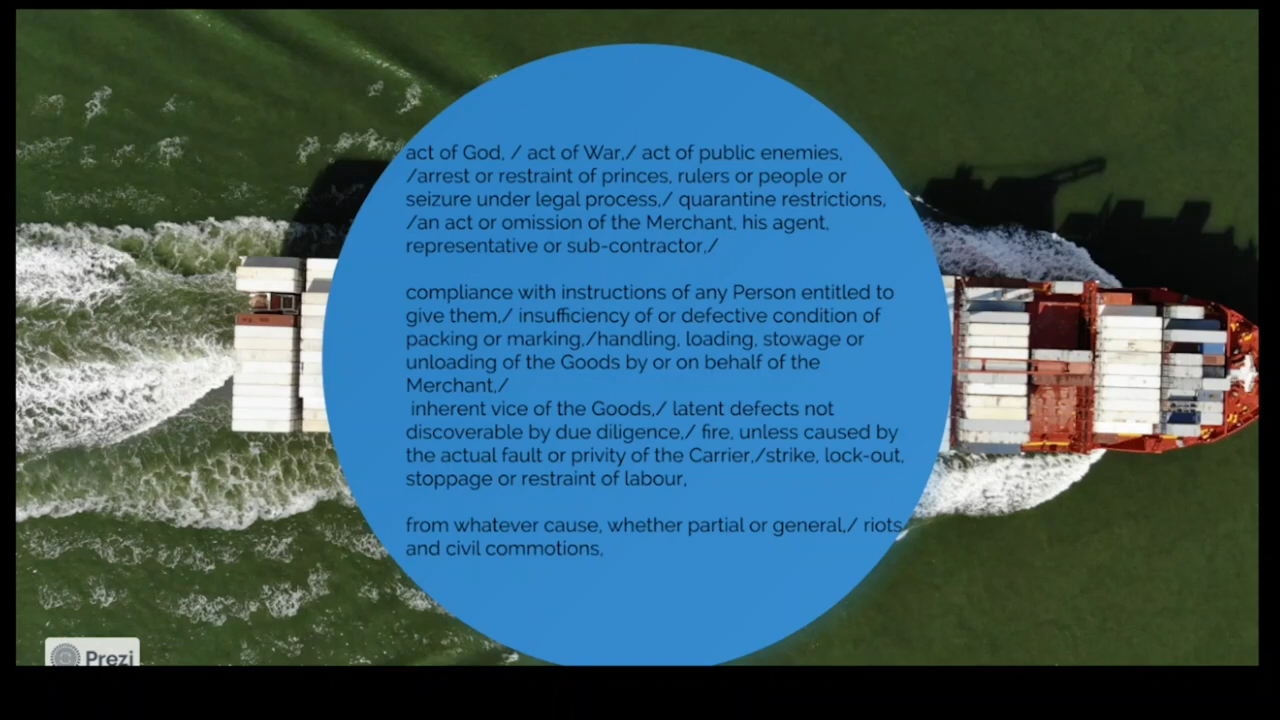 act of God, / act of War,/ act of public enemies,
/arrest or restraint of princes, rulers or people or
seizure under legal process,/ quarantine restrictions,
/an act or omission of the Merchant, his agent,
representative or sub-contractor,/
compliance with instructions of any Person entitled to
give them,/ insufficiency of or defective condition of
packing or marking,/handling, loading, stowage or
unloading of the Goods by or on behalf of the
Merchant,/
inherent vice of the Goods,/ latent defects not
discoverable by due diligence,/ fire, unless caused by
the actual fault or privity of the Carrier,/strike, lock-out,
stoppage or restraint of labour,
from whatever cause, whether partial or general,/ riots
and civil commotions,
Prezi